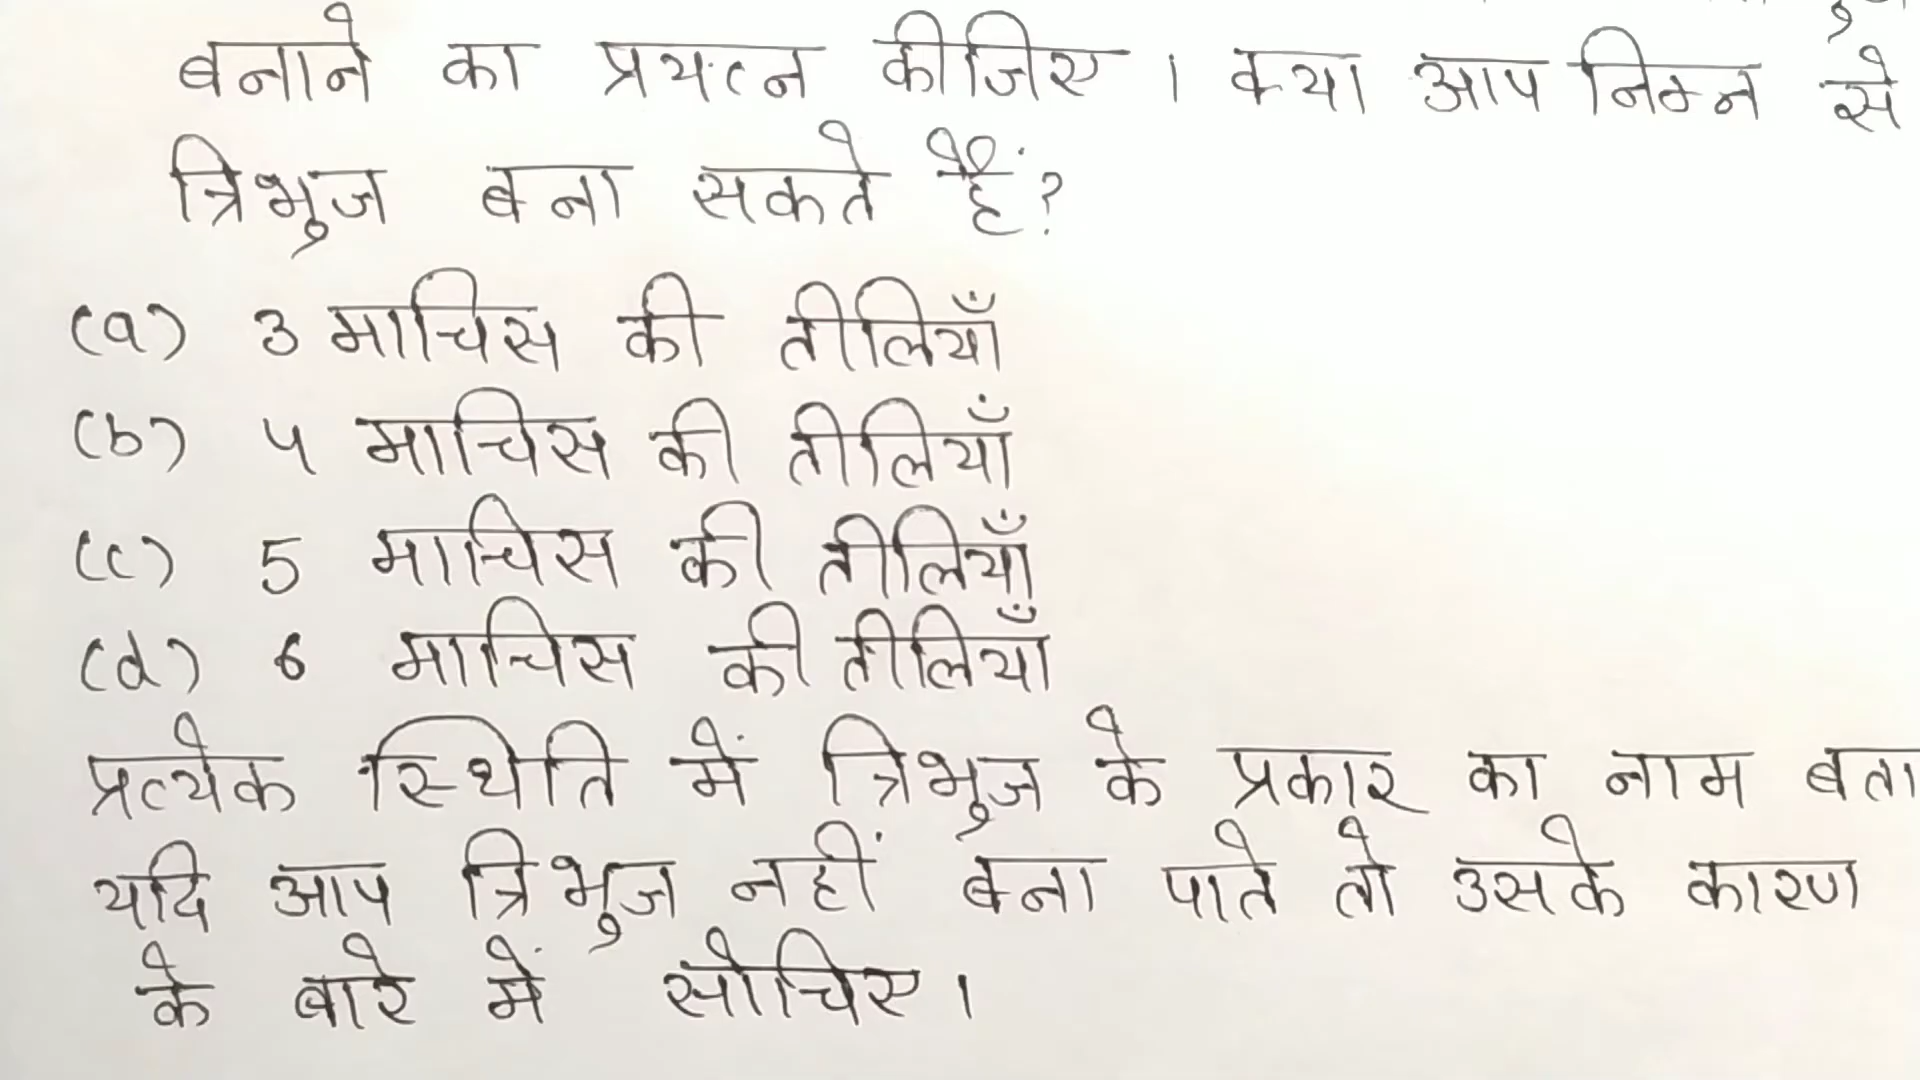 बनाने का प्रयत्न कीजिए । क्या आप निम्न से
त्रिभुज बना सकते हैं?
(a) 3 माचिस की तीलियाँ
(b) 4 माचिस की तीलियाँ
(c) 5 माचिस की तीलियाँ
(d) 6 माचिस की तीलियाँ
प्रत्येक स्थिति में त्रिभुज के प्रकार का नाम बता
यदि आप त्रिभुज नहीं बना पाते तो उसके कारण
के बारे में सोचिए ।